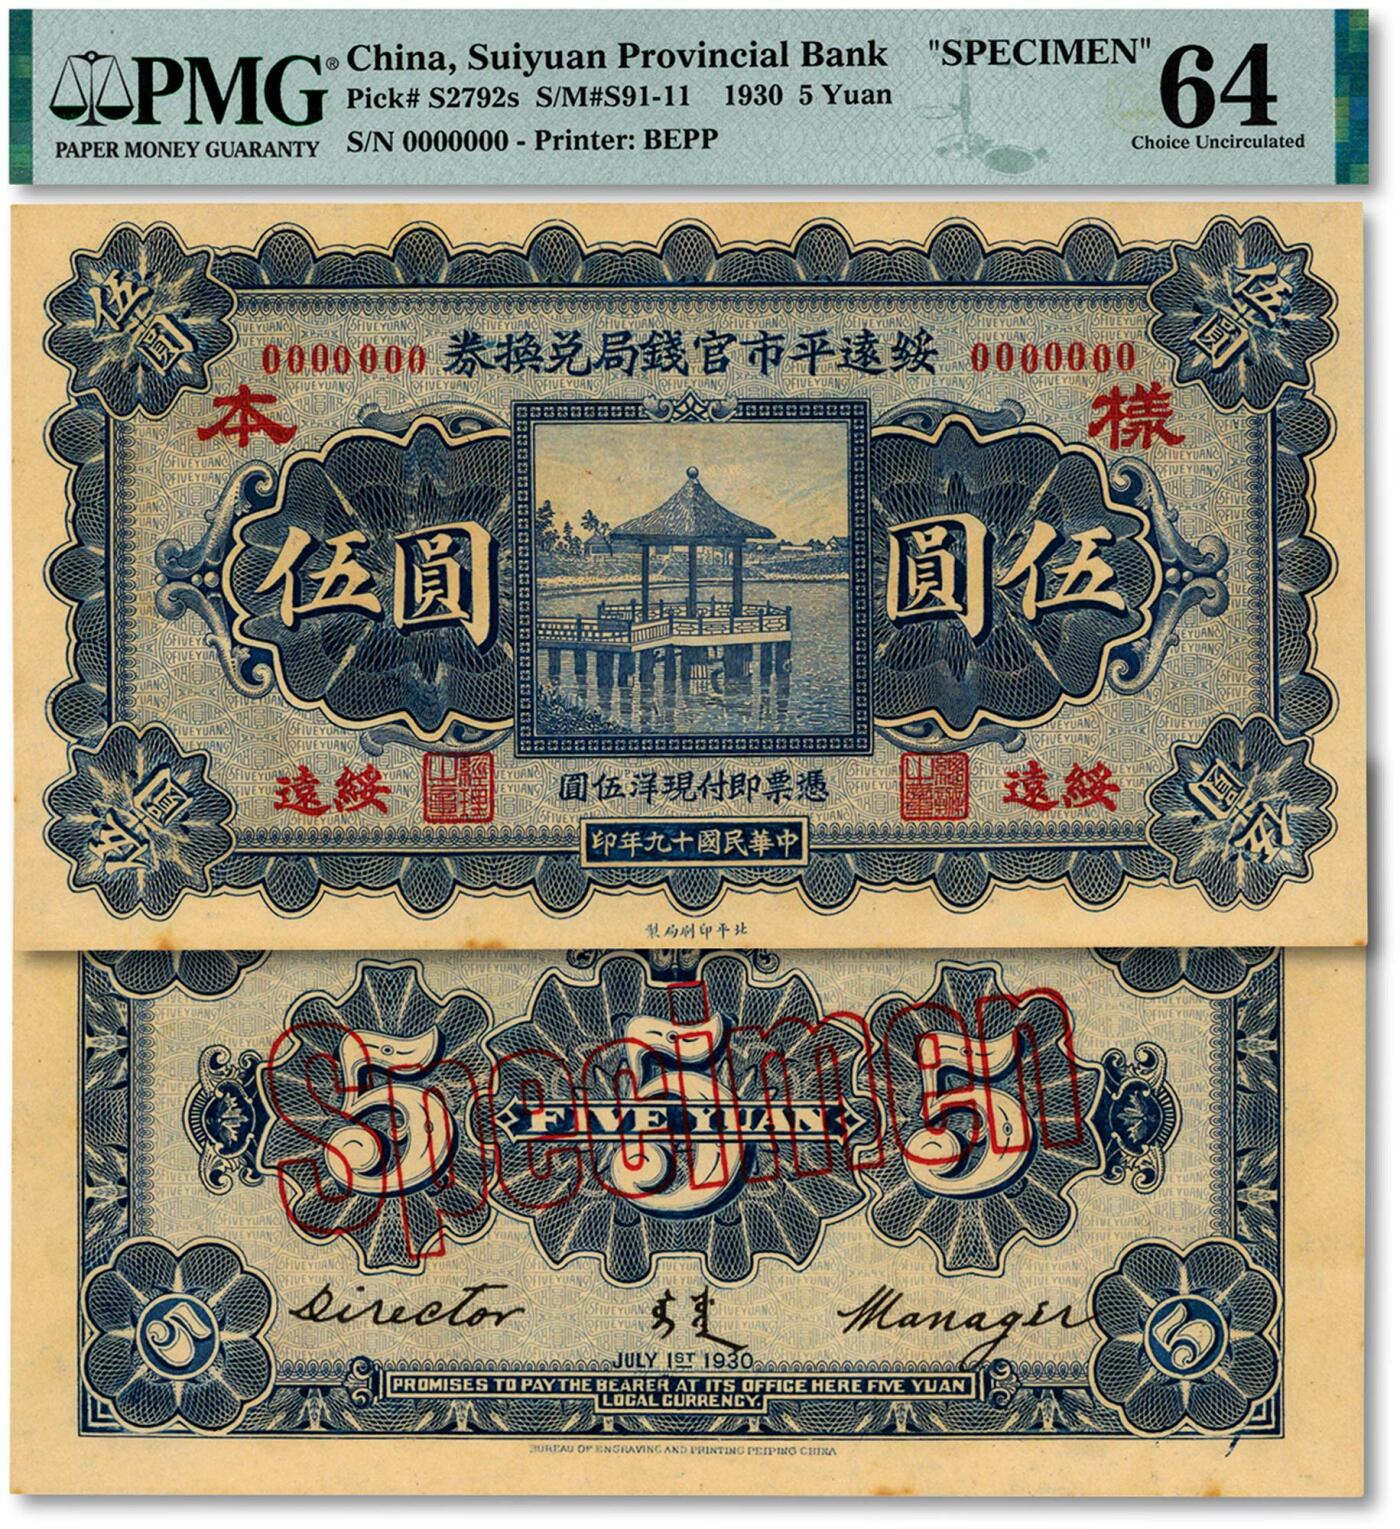 PMG®
PAPER MONEY GUARANTY
China, Suiyuan Provincial Bank "SPECIMEN"
Pick# S2792s S/M#S91-11 1930 5 Yuan
S/N 0000000 - Printer: BEPP
64
Choice Uncirculated
伍圓
伍圓
0000000
綏遠平市官錢局兌換券
0000000
樣本
伍圓
圓伍
綏遠
憑票即付現洋伍圓
綏遠
中華民國十九年印
伍圓
伍圓
北平印刷局製
Specimen
5 5 5
FIVE YUAN
Director
Manager
JULY 1ST 1930
5
5
PROMISES TO PAY THE BEARER AT ITS OFFICE HERE FIVE YUAN
LOCAL CURRENCY.
BUREAU OF ENGRAVING AND PRINTING PEIPING CHINA